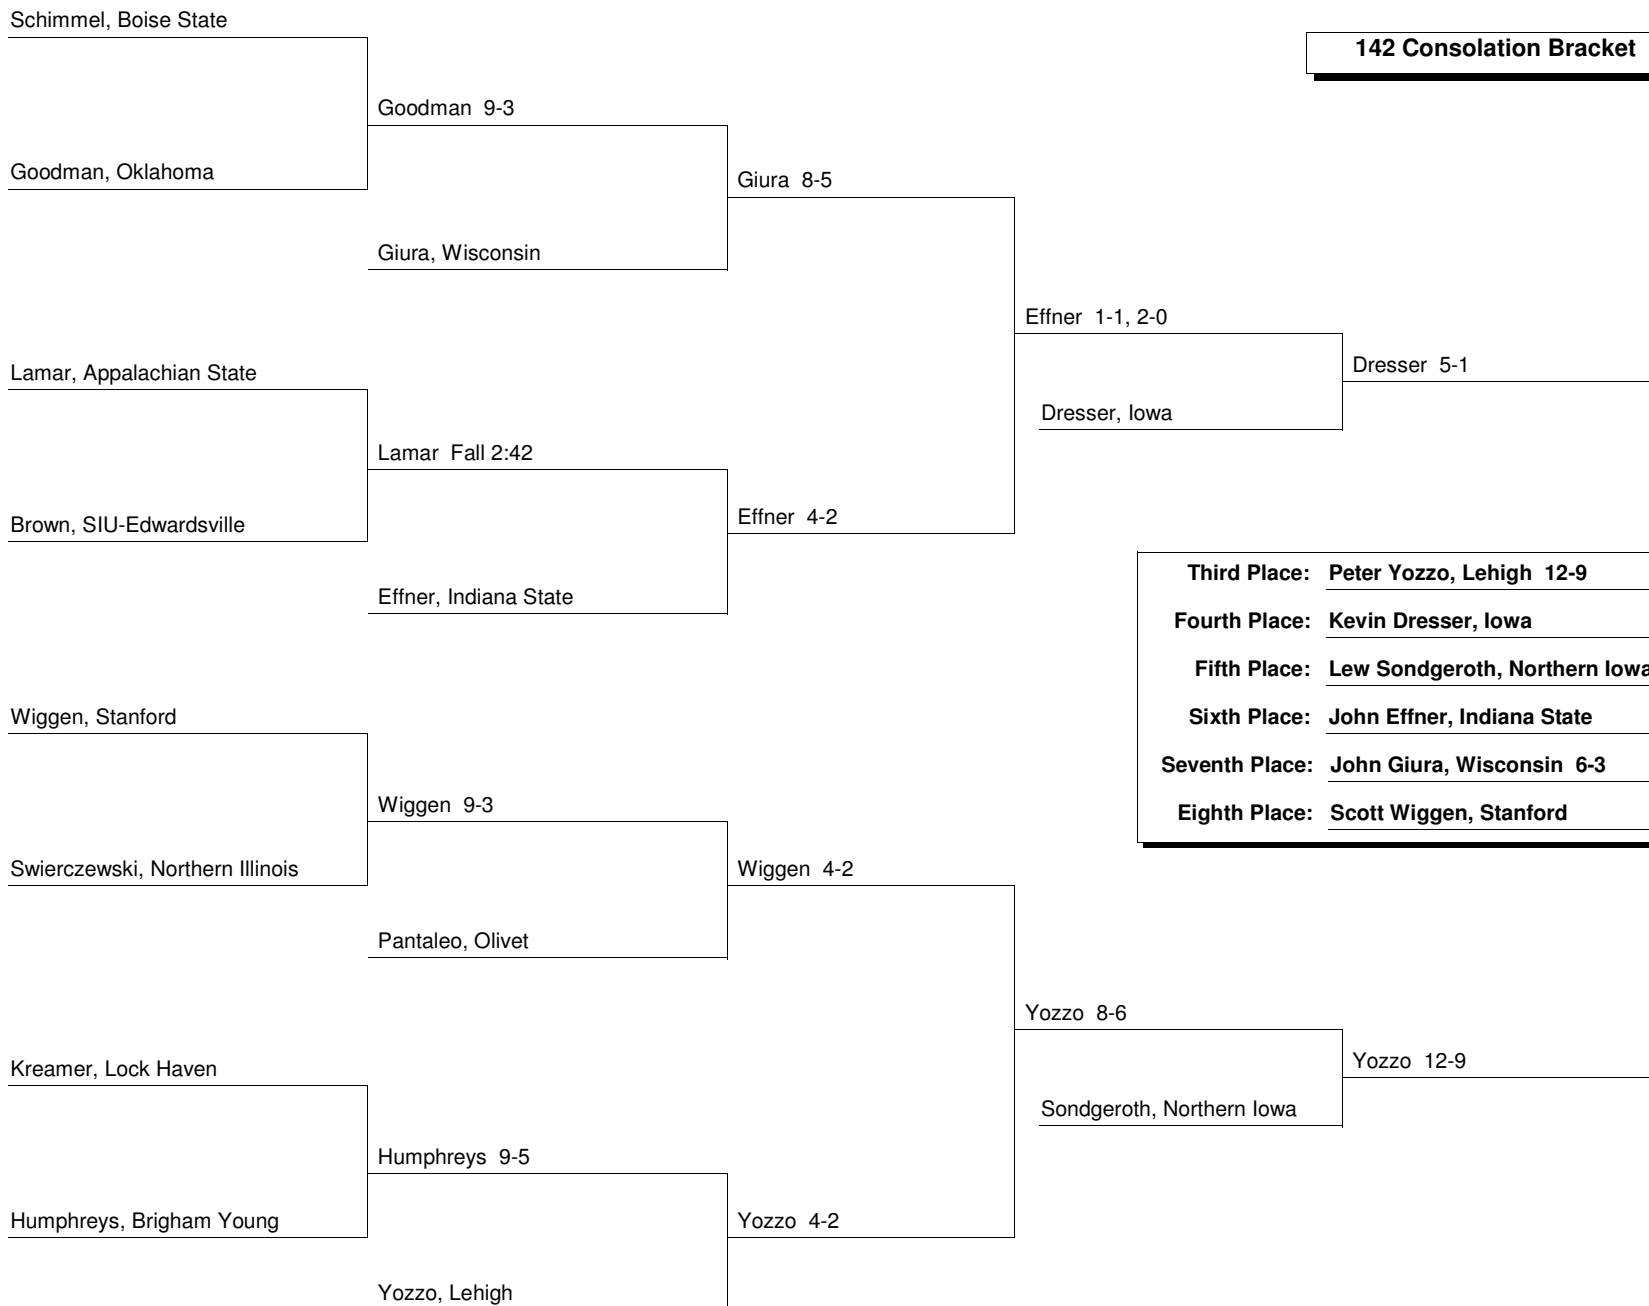 Schimmel, Boise State
142 Consolation Bracket
Goodman 9-3
Goodman, Oklahoma
Giura 8-5
Giura, Wisconsin
Effner 1-1, 2-0
Lamar, Appalachian State
Dresser 5-1
Dresser, Iowa
Lamar Fall 2:42
Brown, SIU-Edwardsville
Effner 4-2
Effner, Indiana State
Third Place: Peter Yozzo, Lehigh 12-9
Fourth Place: Kevin Dresser, Iowa
Fifth Place: Lew Sondgeroth, Northern Iowa
Sixth Place: John Effner, Indiana State
Seventh Place: John Giura, Wisconsin 6-3
Eighth Place: Scott Wiggen, Stanford
Wiggen, Stanford
Wiggen 9-3
Swierczewski, Northern Illinois
Wiggen 4-2
Pantaleo, Olivet
Yozzo 8-6
Kreamer, Lock Haven
Yozzo 12-9
Sondgeroth, Northern Iowa
Humphreys 9-5
Humphreys, Brigham Young
Yozzo 4-2
Yozzo, Lehigh